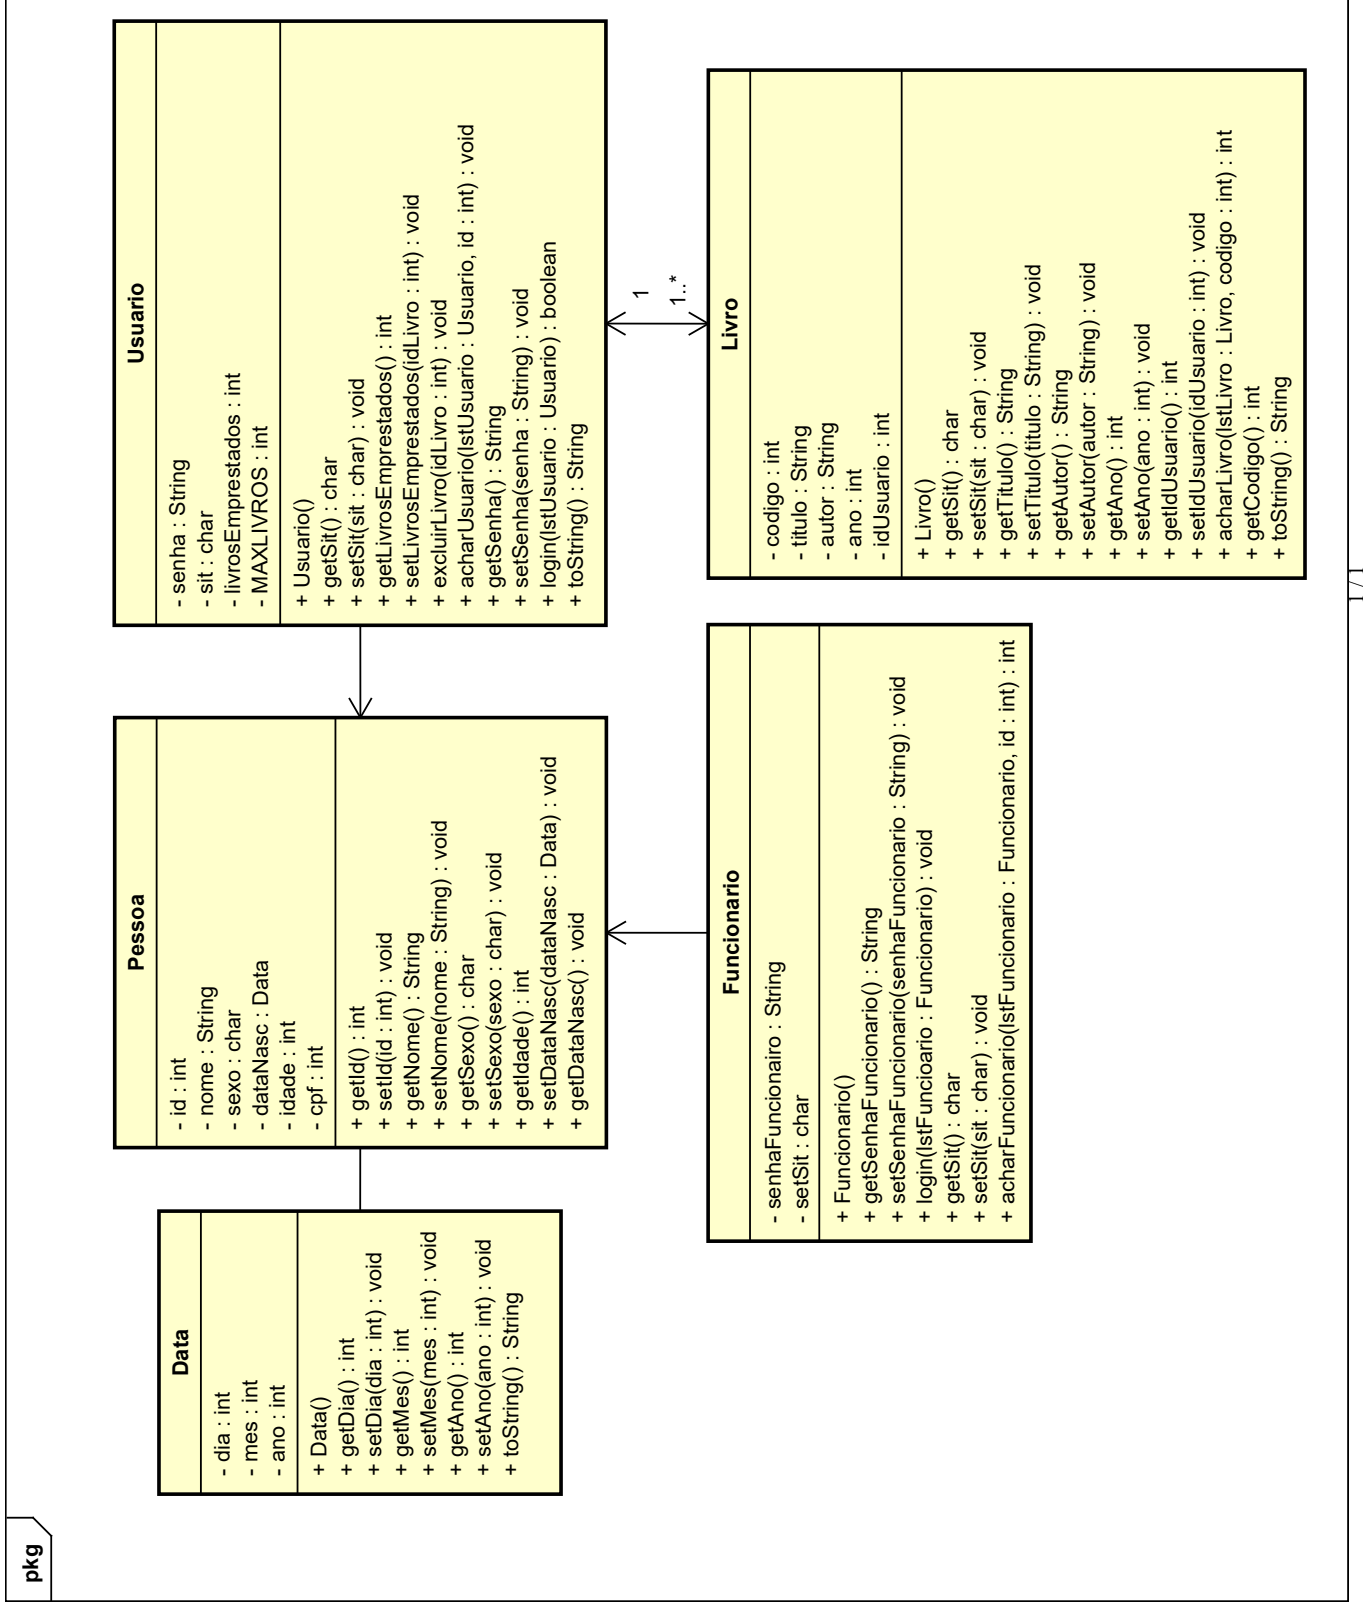 pkg
Data
- dia : int
- mes : int
- ano : int
+ Data()
+ getDia() : int
+ setDia(dia : int) : void
+ getMes() : int
+ setMes(mes : int) : void
+ getAno() : int
+ setAno(ano : int) : void
+ toString() : String
Pessoa
- id : int
- nome : String
- sexo : char
- dataNasc : Data
- idade : int
- cpf : int
+ getId() : int
+ setId(id : int) : void
+ getNome() : String
+ setNome(nome : String) : void
+ getSexo() : char
+ setSexo(sexo : char) : void
+ getIdade() : int
+ setDataNasc(dataNasc : Data) : void
+ getDataNasc() : void
Usuario
- senha : String
- sit : char
- livrosEmprestados : int
- MAXLIVROS : int
+ Usuario()
+ getSit() : char
+ setSit(sit : char) : void
+ getLivrosEmprestados() : int
+ setLivrosEmprestados(idLivro : int) : void
+ excluirLivro(idLivro : int) : void
+ acharUsuario(lstUsuario : Usuario, id : int) : void
+ getSenha() : String
+ setSenha(senha : String) : void
+ login(lstUsuario : Usuario) : boolean
+ toString() : String
1
1..*
Funcionario
- senhaFuncionairo : String
- setSit : char
+ Funcionario()
+ getSenhaFuncionario() : String
+ setSenhaFuncionario(senhaFuncionario : String) : void
+ login(lstFuncioario : Funcionario) : void
+ getSit() : char
+ setSit(sit : char) : void
+ acharFuncionario(lstFuncionario : Funcionario, id : int) : int
Livro
- codigo : int
- titulo : String
- autor : String
- ano : int
- idUsuario : int
+ Livro()
+ getSit() : char
+ setSit(sit : char) : void
+ getTitulo() : String
+ setTitulo(titulo : String) : void
+ getAutor() : String
+ setAutor(autor : String) : void
+ getAno() : int
+ setAno(ano : int) : void
+ getIdUsuario() : int
+ setIdUsuario(idUsuario : int) : void
+ acharLivro(lstLivro : Livro, codigo : int) : int
+ getCodigo() : int
+ toString() : String
1 / 1